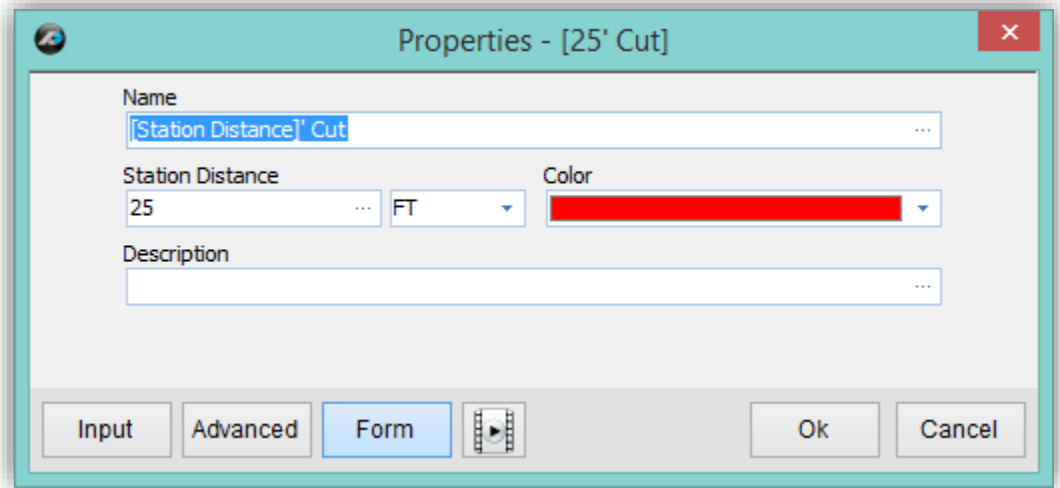 Properties - [25' Cut]
Name
[Station Distance]' Cut
...
Station Distance
Color
25
...
FT
Description
...
Input
Advanced
Form
Ok
Cancel